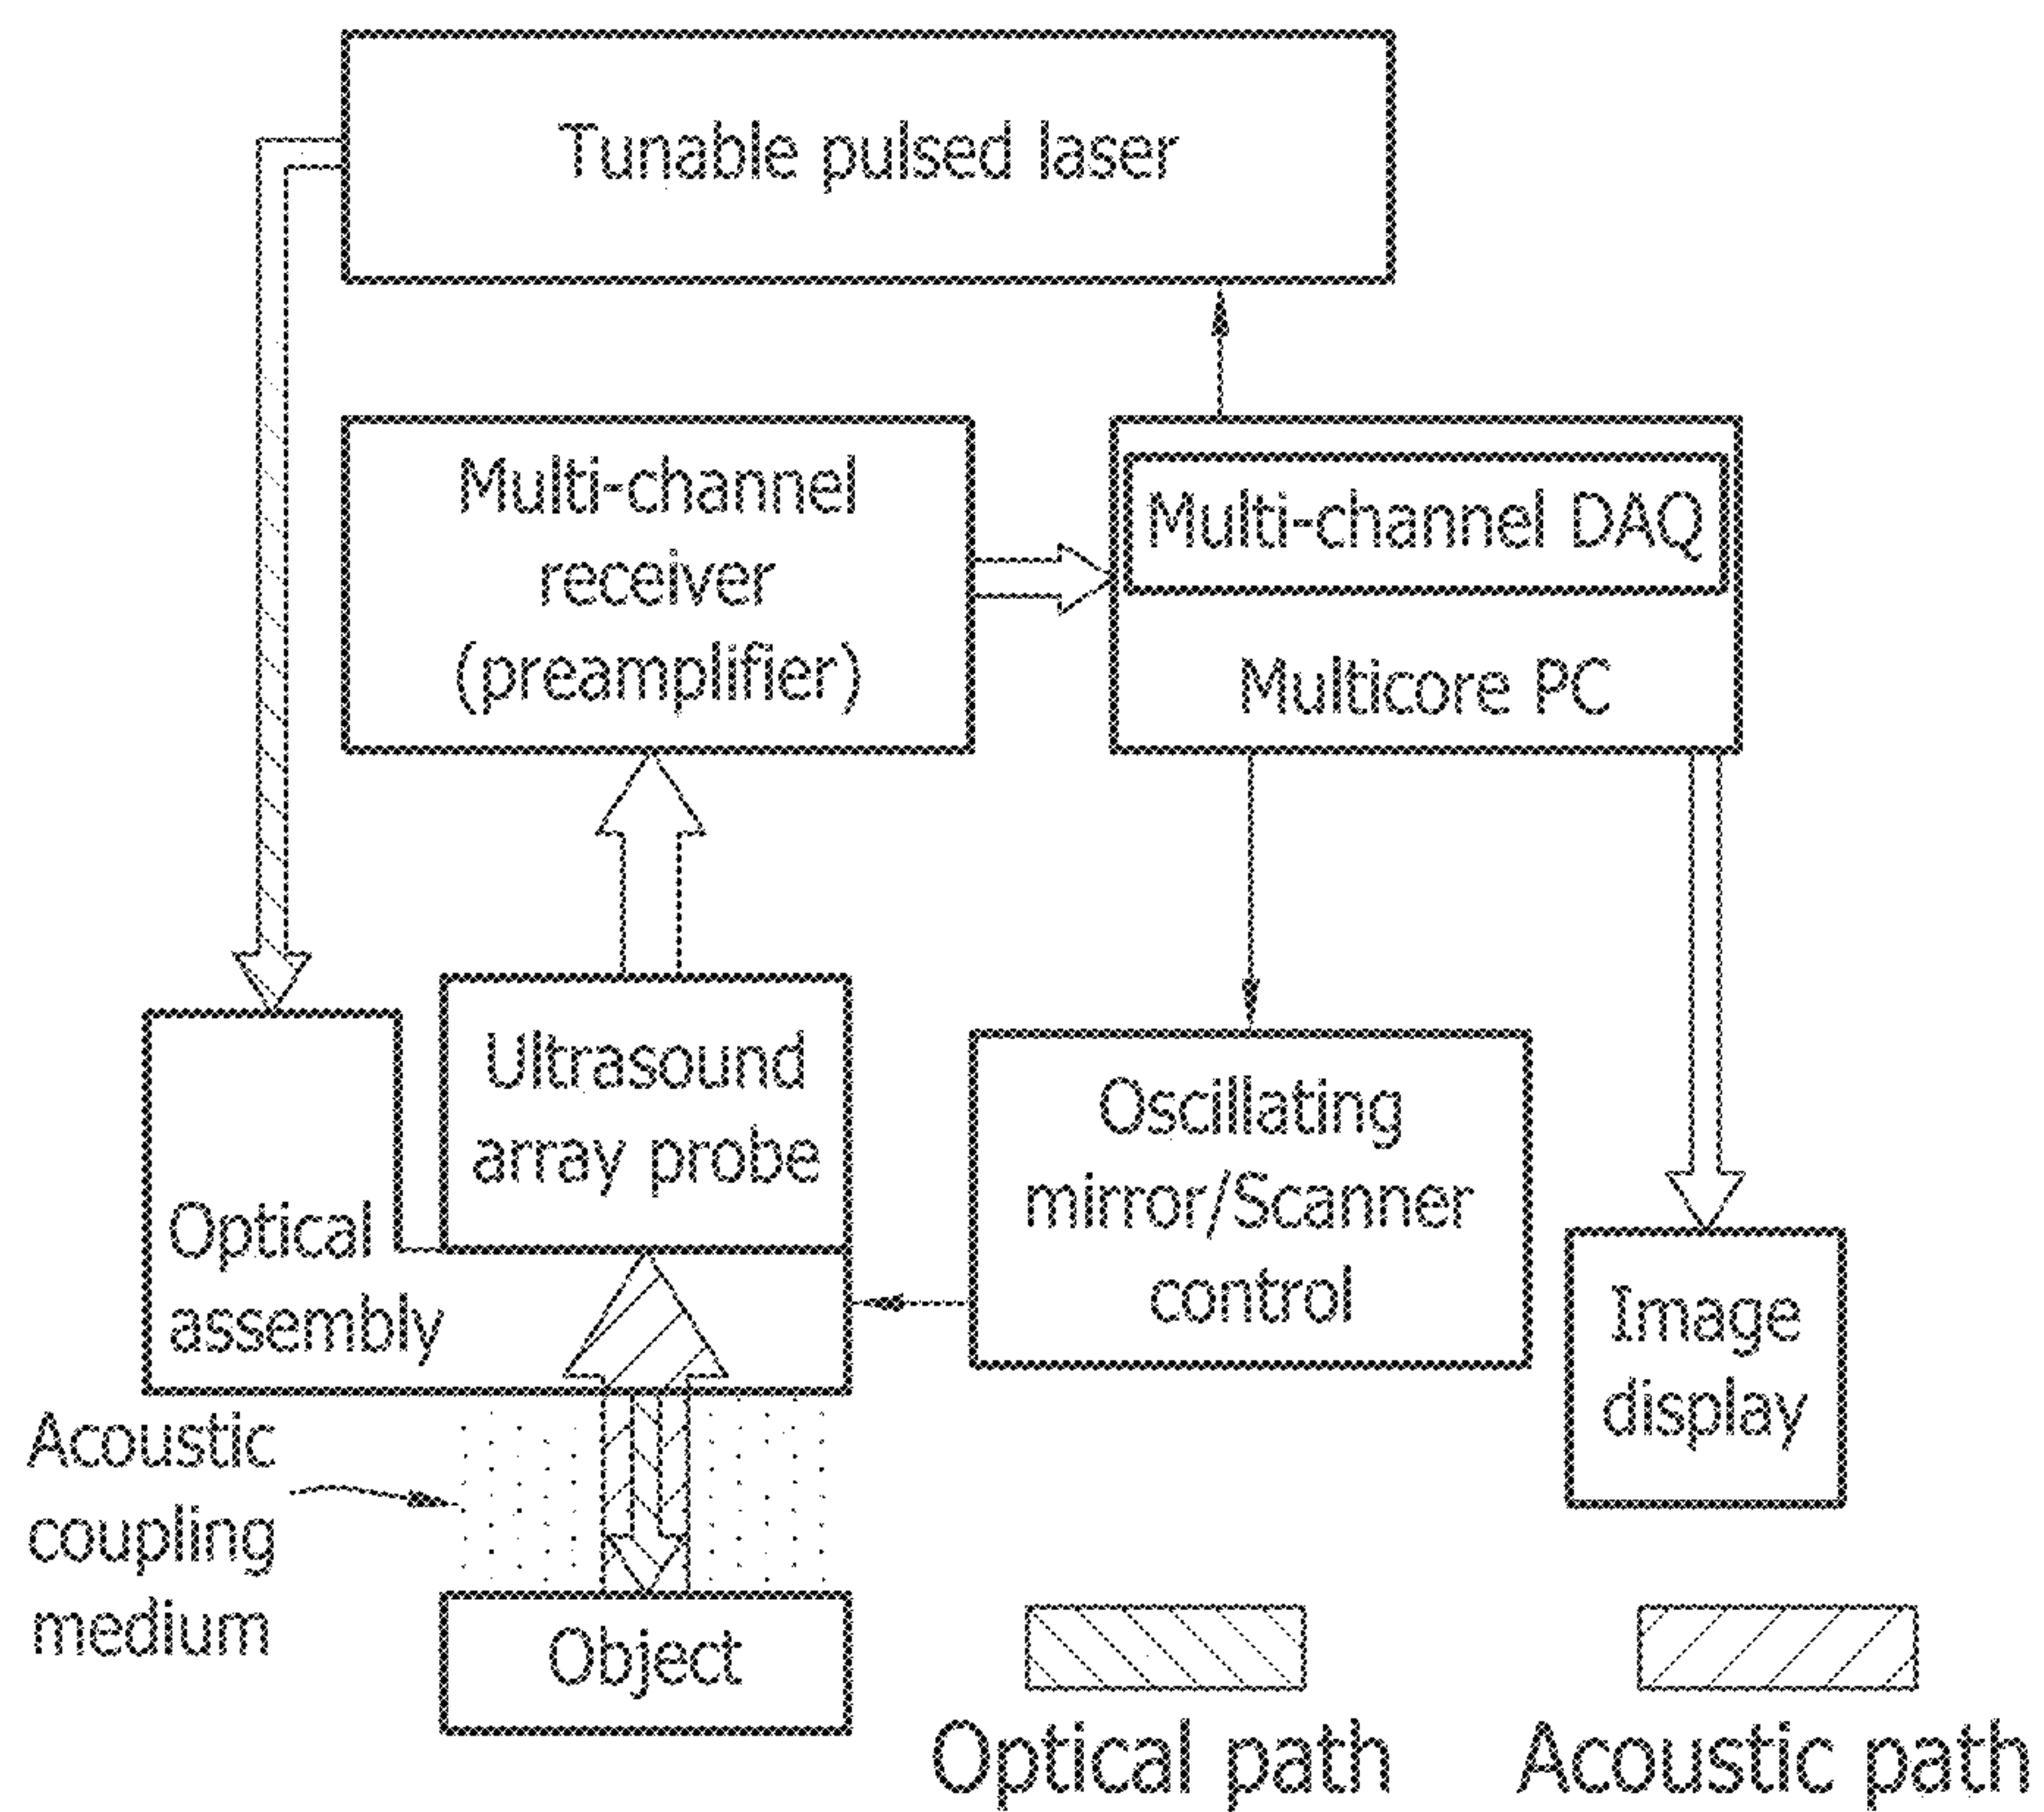 Tunable pulsed laser
Multi-channel
receiver
(preamplifier)
Multi-channel DAQ
Multicore PC
Ultrasound
array probe
Optical
assembly
Oscillating
mirror/Scanner
control
Image
display
Acoustic
coupling
medium
Object
Optical path
Acoustic path